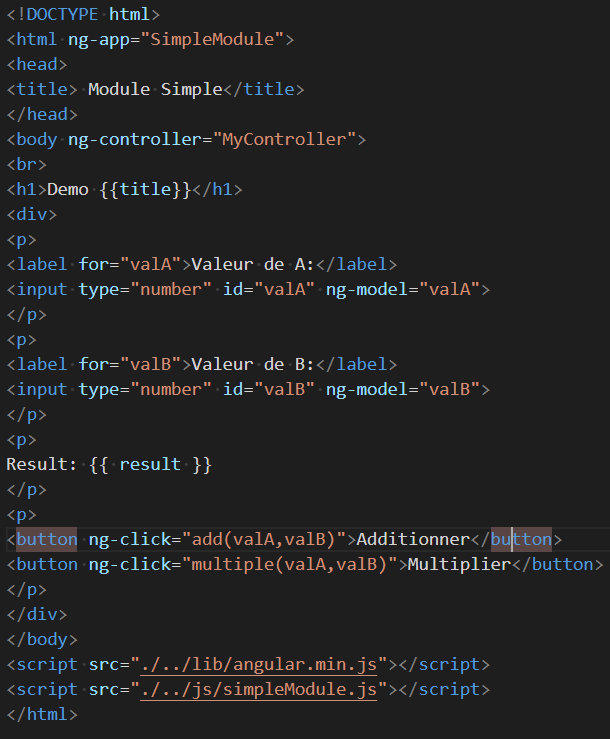 <!DOCTYPE html>
<html ng-app="SimpleModule">
<head>
<title> Module Simple</title>
</head>
<body ng-controller="MyController">
<br>
<h1>Demo {{title}}</h1>
<div>
<p>
<label for="valA">Valeur de A:</label>
<input type="number" id="valA" ng-model="valA">
</p>
<p>
<label for="valB">Valeur de B:</label>
<input type="number" id="valB" ng-model="valB">
</p>
<p>
Result: {{ result }}
</p>
<p>
<button ng-click="add(valA,valB)">Additionner</button>
<button ng-click="multiple(valA,valB)">Multiplier</button>
</p>
</div>
</body>
<script src="./../lib/angular.min.js"></script>
<script src="./../js/simpleModule.js"></script>
</html>